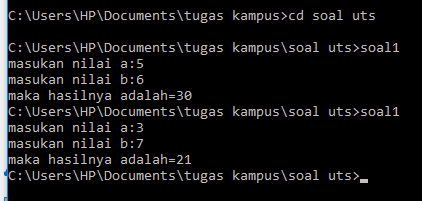 C:\Users\HP\Documents\tugas kampus>cd soal uts
C:\Users\HP\Documents\tugas kampus\soal uts>soal1
masukan nilai a:5
masukan nilai b:6
maka hasilnya adalah=30
C:\Users\HP\Documents\tugas kampus\soal uts>soal1
masukan nilai a:3
masukan nilai b:7
maka hasilnya adalah=21
C:\Users\HP\Documents\tugas kampus\soal uts>